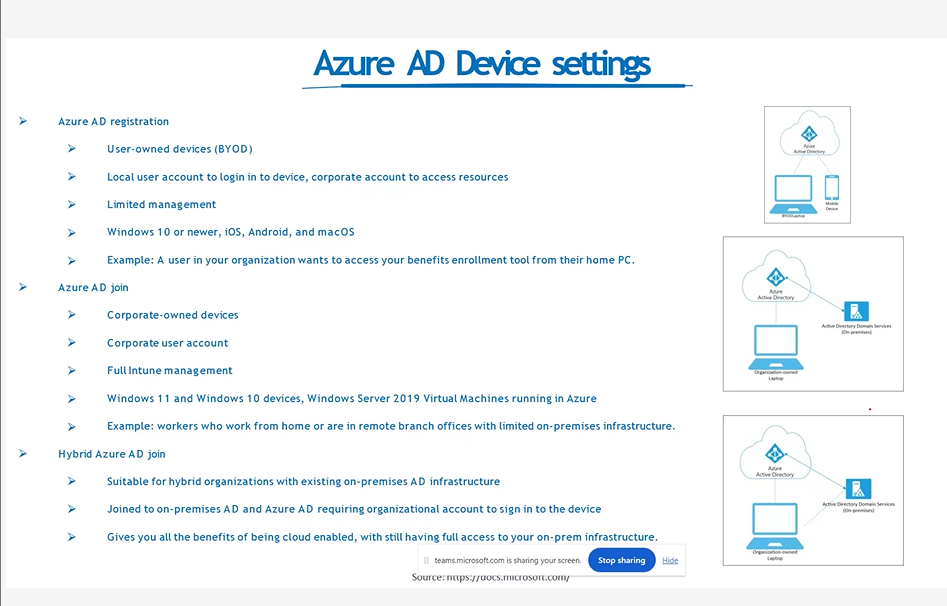 Azure AD Device settings
Azure AD registration
User-owned devices (BYOD)
Local user account to login in to device, corporate account to access resources
Limited management
Windows 10 or newer, iOS, Android, and macOS
Example: A user in your organization wants to access your benefits enrollment tool from their home PC.
Azure AD join
Corporate-owned devices
Corporate user account
Full Intune management
Windows 11 and Windows 10 devices, Windows Server 2019 Virtual Machines running in Azure
Example: workers who work from home or are in remote branch offices with limited on-premises infrastructure.
Hybrid Azure AD join
Suitable for hybrid organizations with existing on-premises AD infrastructure
Joined to on-premises AD and Azure AD requiring organizational account to sign in to the device
Gives you all the benefits of being cloud enabled, with still having full access to your on-prem infrastructure.
teams.microsoft.com is sharing your screen.
Stop sharing
Hide
Source: https://docs.microsoft.com/
Azure
Active Directory
Mobile
Device
BYOD laptop
Azure
Active Directory
Active Directory Domain Services
(On-premises)
Organization-owned
Laptop
Azure
Active Directory
Active Directory Domain Services
(On-premises)
Organization-owned
Laptop